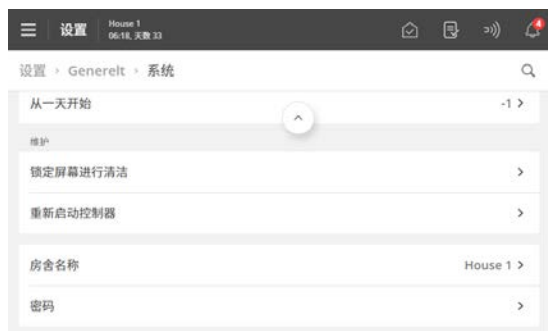 设置
House 1
06:18, 天数 33
4
设置 › Generelt › 系统
从一天开始 -1 >
维护
锁定屏幕进行清洁 >
重新启动控制器 >
房舍名称 House 1 >
密码 >